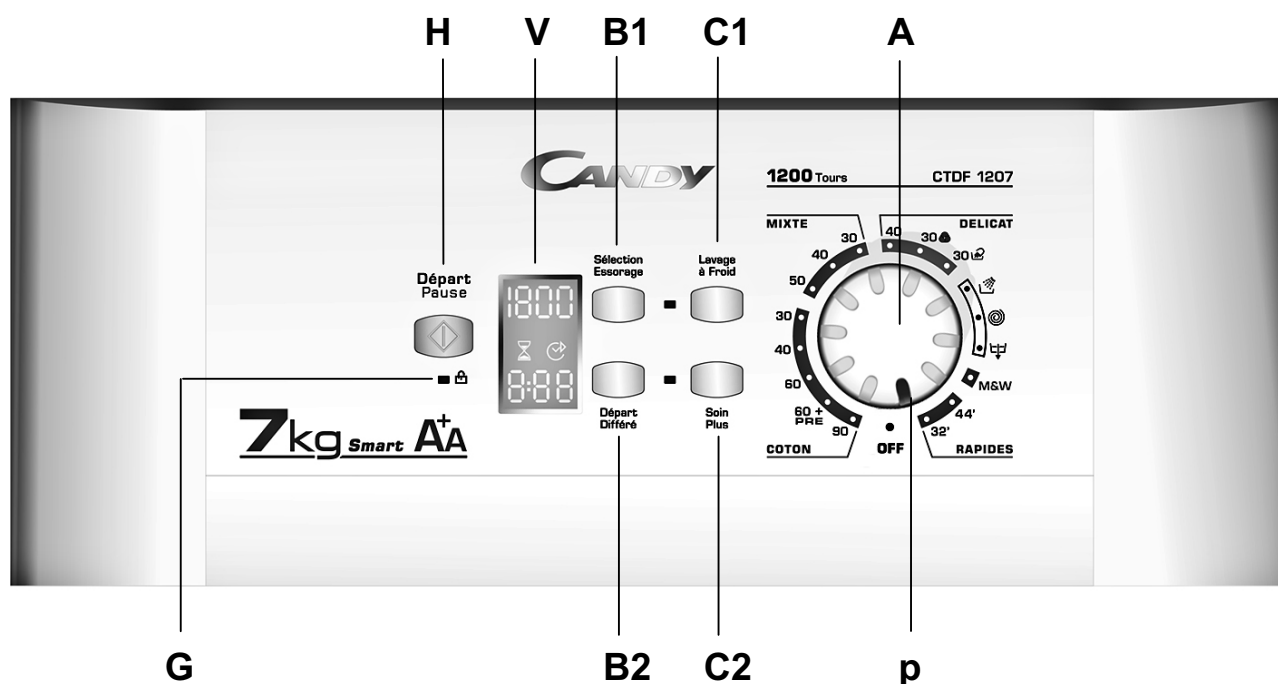 H V B1 C1 A
CANDY
1200 Tours CTDF 1207
MIXTE DELICAT
Sélection
Essorage
Lavage
à Froid
Départ
Pause
1800
8:88
Départ
Différé
Soin
Plus
7kg Smart A+A
30
40
50
40
30
30
30
40
60
60 +
PRE
90
M&W
44'
32'
COTON OFF RAPIDES
G B2 C2 p